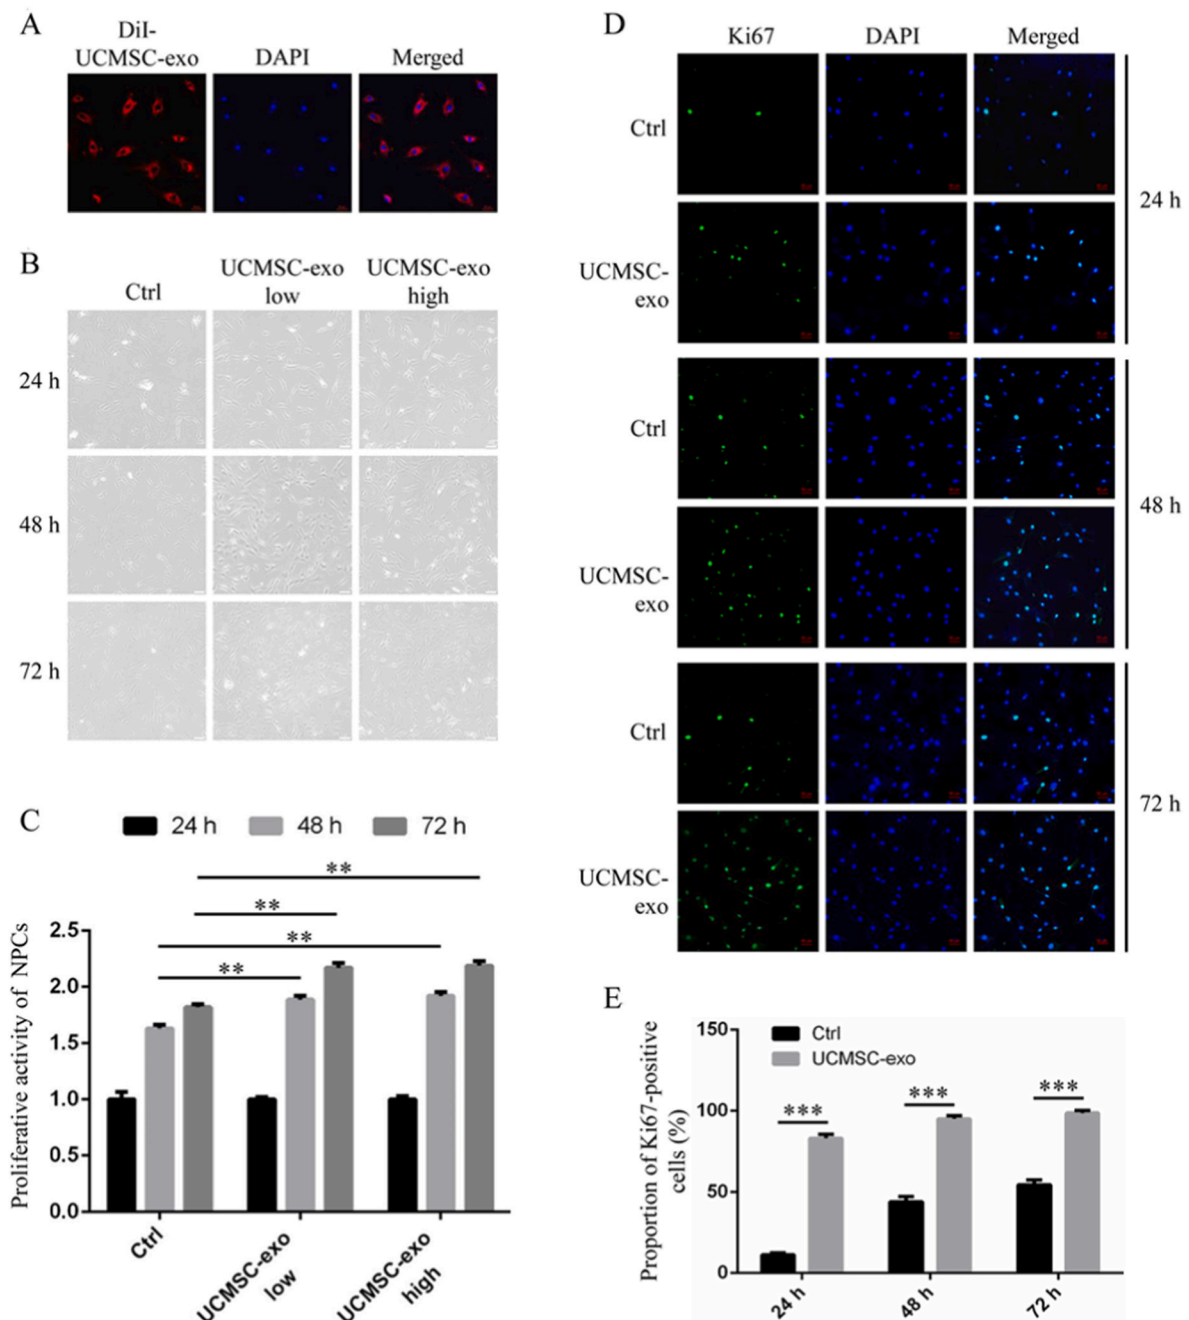 A
DiI-
UCMSC-exo
DAPI
Merged
B
Ctrl
UCMSC-exo
low
UCMSC-exo
high
24 h
48 h
72 h
C
24 h
48 h
72 h
**
**
**
**
Proliferative activity of NPCs
2.5
2.0
1.5
1.0
0.5
0.0
Ctrl
UCMSC-exo
low
UCMSC-exo
high
D
Ki67
DAPI
Merged
Ctrl
UCMSC-
exo
24 h
Ctrl
UCMSC-
exo
48 h
Ctrl
UCMSC-
exo
72 h
E
Proportion of Ki67-positive
cells (%)
150
100
50
0
Ctrl
UCMSC-exo
***
***
***
24 h
48 h
72 h